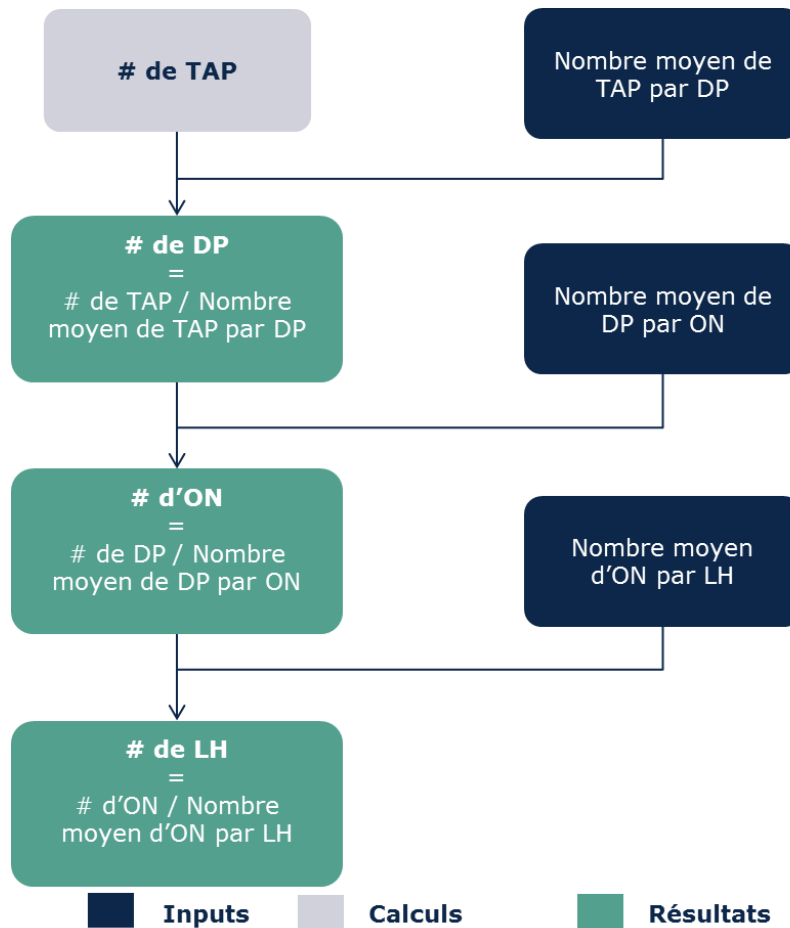 # de TAP
Nombre moyen de
TAP par DP
# de DP
=
# de TAP / Nombre
moyen de TAP par DP
Nombre moyen de
DP par ON
# d’ON
=
# de DP / Nombre
moyen de DP par ON
Nombre moyen
d’ON par LH
# de LH
=
# d’ON / Nombre
moyen d’ON par LH
Inputs
Calculs
Résultats